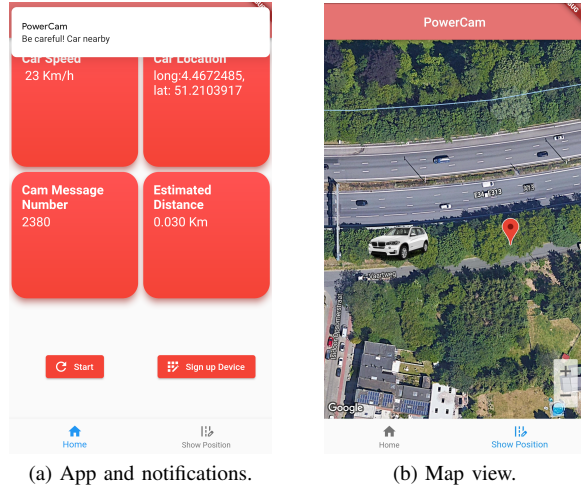 PowerCam
Be careful! Car nearby
Car Speed
23 Km/h
Car Location
long:4.4672485,
lat: 51.2103917
Cam Message
Number
2380
Estimated
Distance
0.030 Km
Start
Sign up Device
Home
Show Position
(a) App and notifications.
PowerCam
E34
E313
Google
Home
Show Position
(b) Map view.